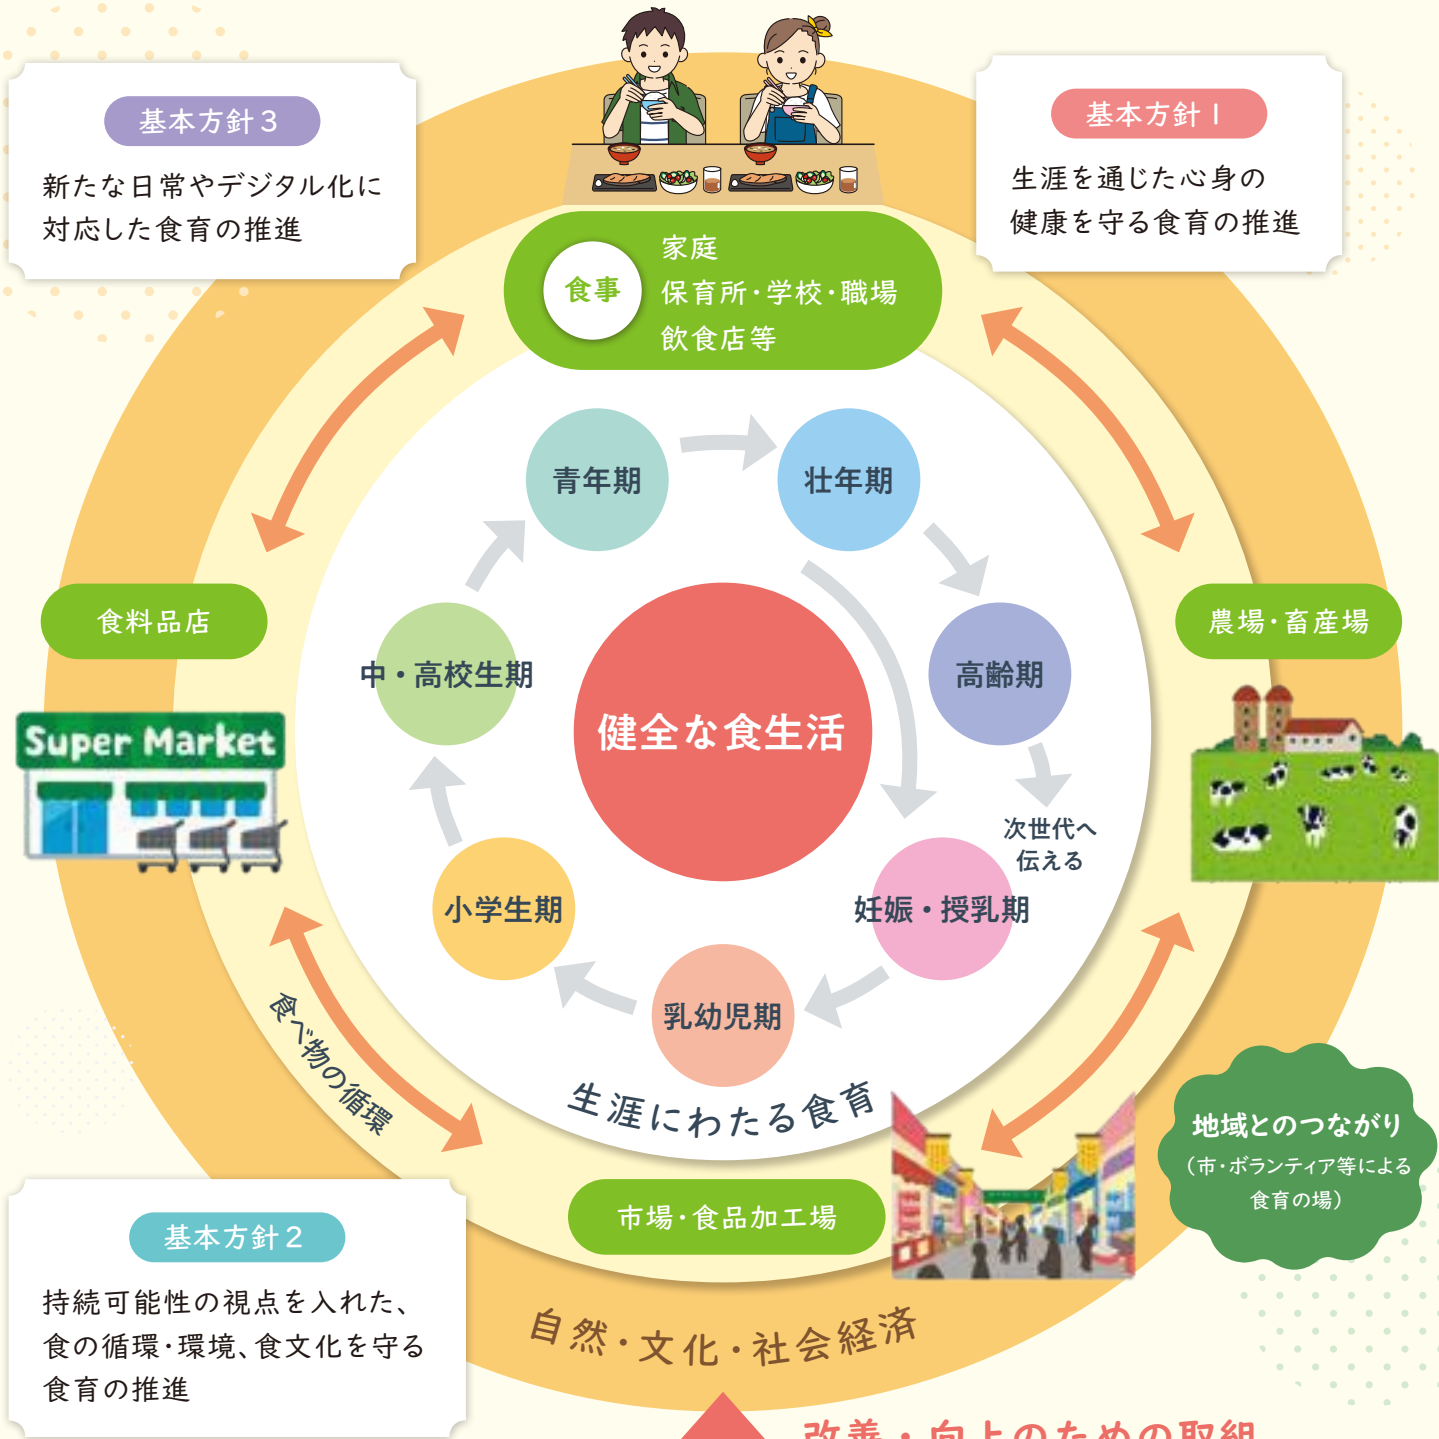 基本方針3
新たな日常やデジタル化に
対応した食育の推進
基本方針1
生涯を通じた心身の
健康を守る食育の推進
食事
家庭
保育所・学校・職場
飲食店等
青年期
壮年期
食料品店
農場・畜産場
中・高校生期
高齢期
健全な食生活
Super Market
次世代へ
伝える
小学生期
妊娠・授乳期
乳幼児期
食べ物の循環
生涯にわたる食育
地域とのつながり
（市・ボランティア等による
食育の場）
市場・食品加工場
基本方針2
持続可能性の視点を入れた、
食の循環・環境、食文化を守る
食育の推進
自然・文化・社会経済
改善・向上のための取組